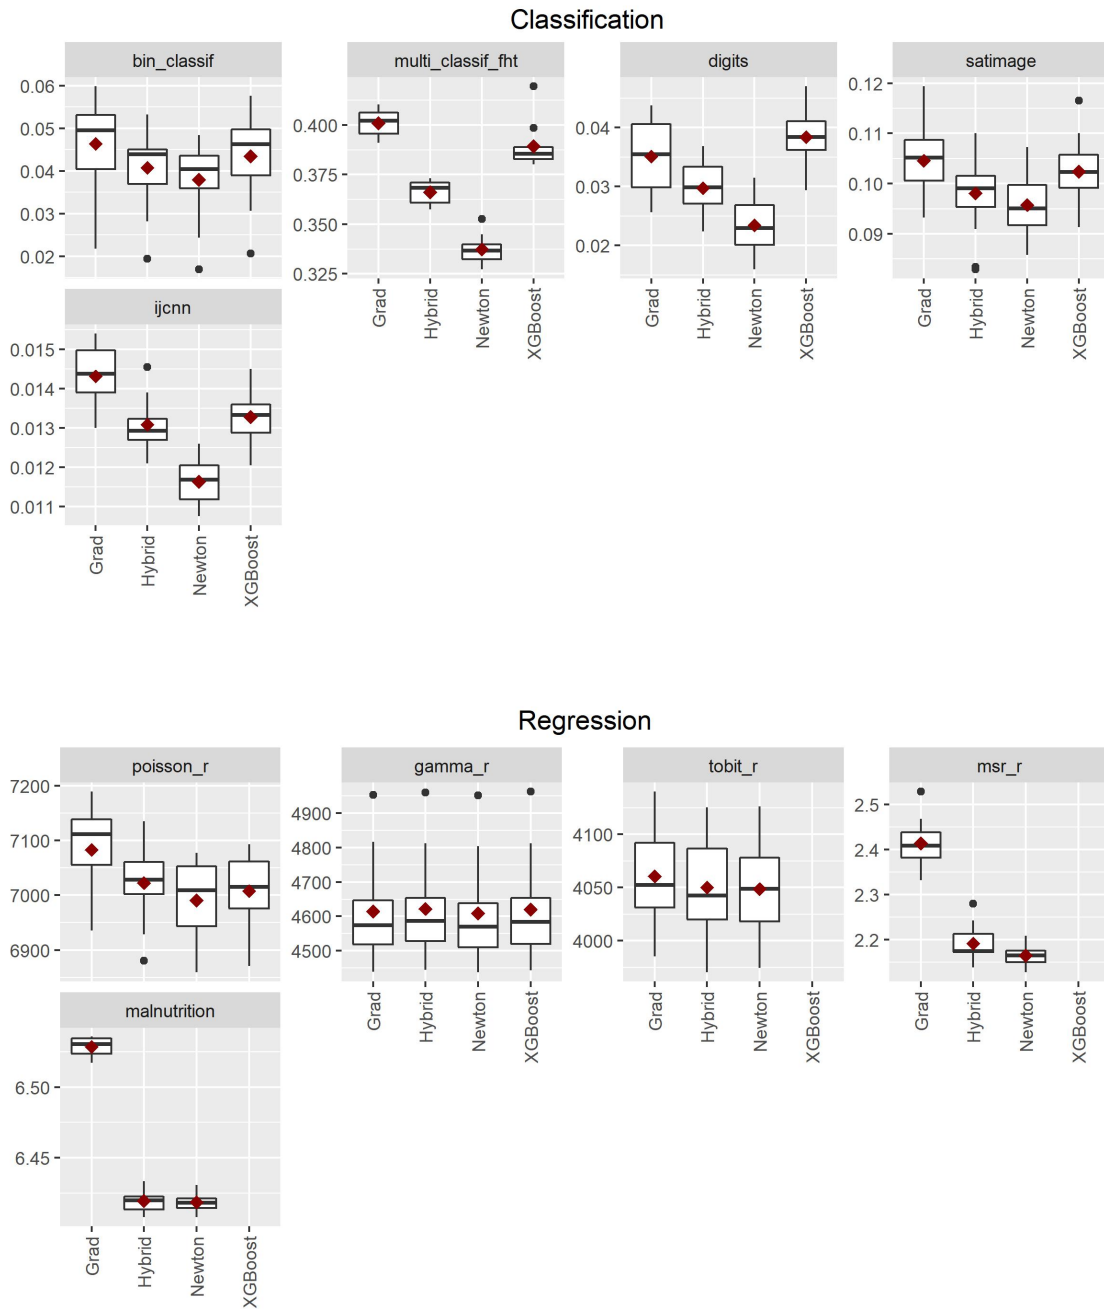 Classification
bin_classif
multi_classif_fht
digits
satimage
0.06
0.05
0.04
0.03
0.02
0.400
0.375
0.350
0.325
0.04
0.03
0.02
0.12
0.11
0.10
0.09
Grad
Hybrid
Newton
XGBoost
Grad
Hybrid
Newton
XGBoost
Grad
Hybrid
Newton
XGBoost
ijcnn
0.015
0.014
0.013
0.012
0.011
Grad
Hybrid
Newton
XGBoost
Regression
poisson_r
gamma_r
tobit_r
msr_r
7200
7100
7000
6900
4900
4800
4700
4600
4500
4100
4050
4000
2.5
2.4
2.3
2.2
Grad
Hybrid
Newton
XGBoost
Grad
Hybrid
Newton
XGBoost
Grad
Hybrid
Newton
XGBoost
malnutrition
6.50
6.45
Grad
Hybrid
Newton
XGBoost